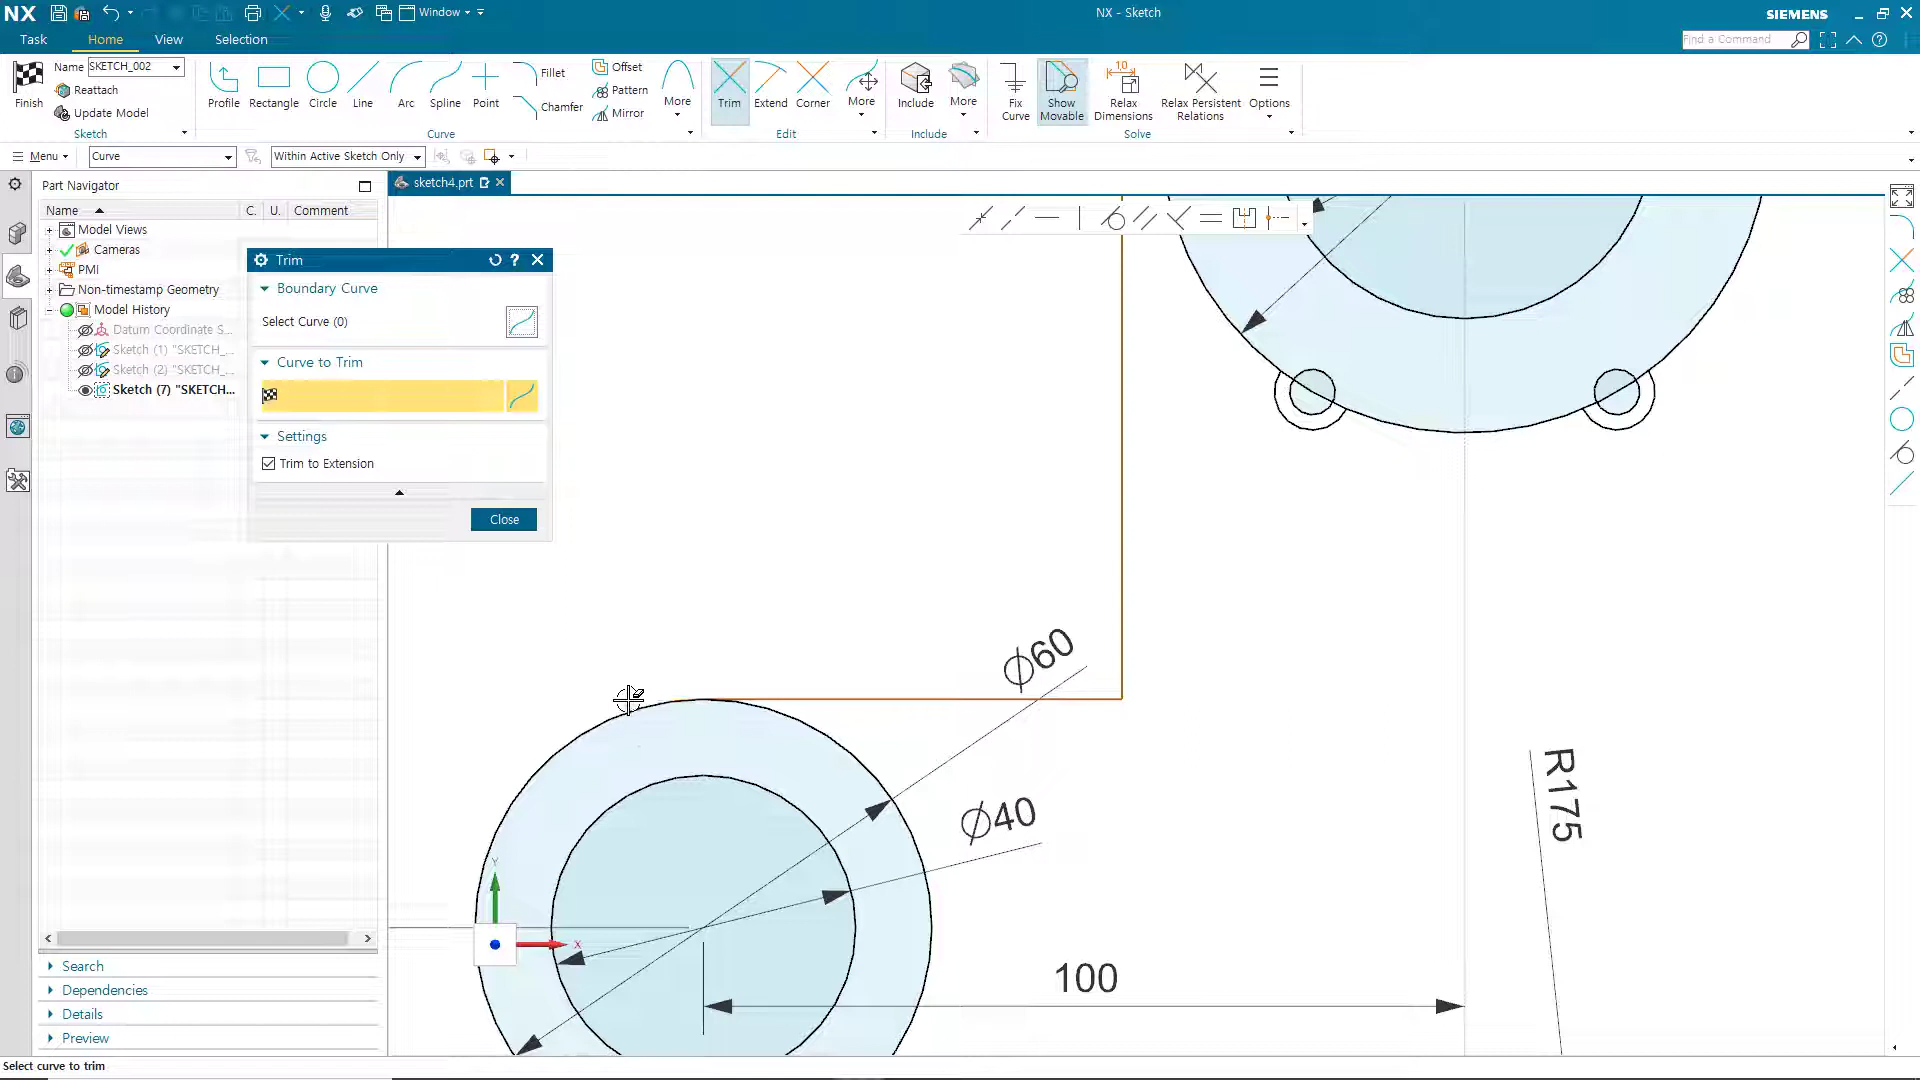 NX
Window
NX - Sketch
SIEMENS
Task
Home
View
Selection
Find a Command
Name
SKETCH_002
Reattach
Update Model
Finish
Sketch
Profile
Rectangle
Circle
Line
Arc
Spline
Point
Fillet
Chamfer
Offset
Pattern
Mirror
More
Curve
Trim
Extend
Corner
More
Edit
Include
More
Include
Fix
Curve
Show
Movable
Relax
Dimensions
Relax Persistent
Relations
Options
Solve
Menu
Curve
Within Active Sketch Only
Part Navigator
sketch4.prt
Name
C.
U.
Comment
Model Views
Cameras
PMI
Non-timestamp Geometry
Model History
Datum Coordinate S...
Sketch (1) "SKETCH_...
Sketch (2) "SKETCH_...
Sketch (7) "SKETCH...
Trim
Boundary Curve
Select Curve (0)
Curve to Trim
Settings
Trim to Extension
Close
∅60
∅40
R175
100
Y
X
Search
Dependencies
Details
Preview
Select curve to trim